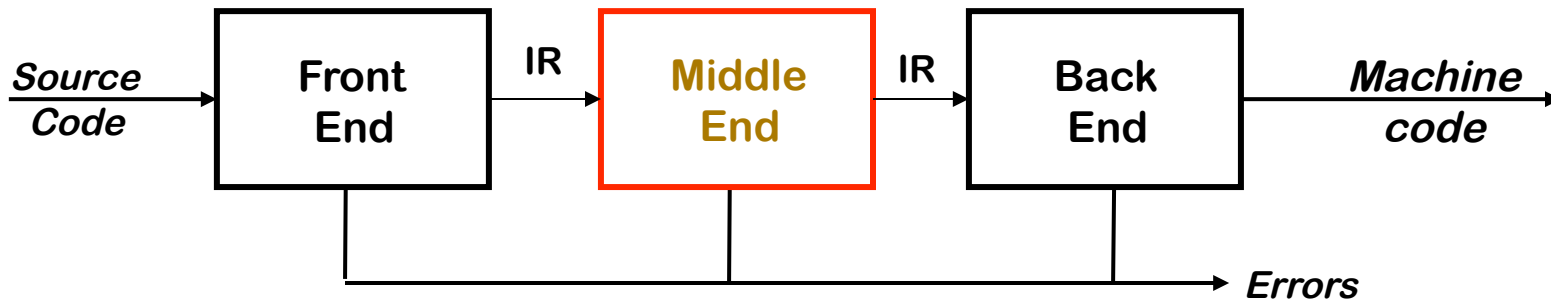 Source
Code
Front
End
IR
Middle
End
IR
Back
End
Machine
code
Errors